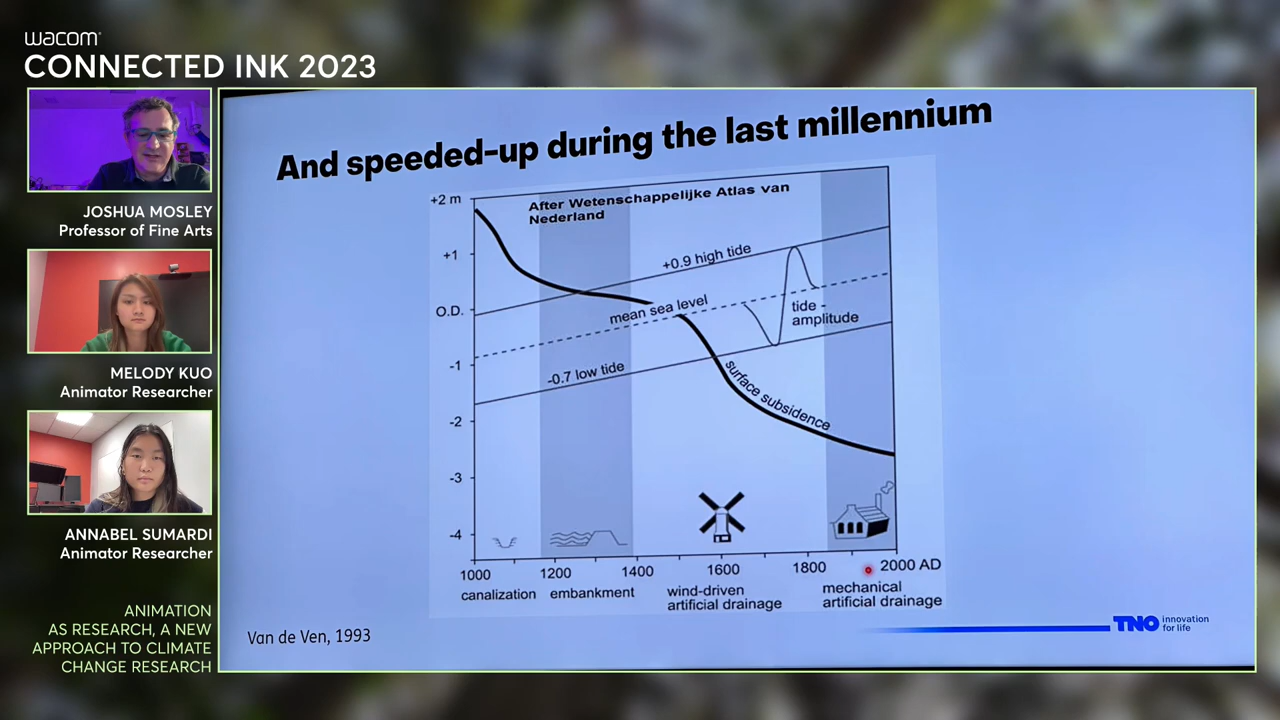 wacom
CONNECTED INK 2023
JOSHUA MOSLEY
Professor of Fine Arts
MELODY KUO
Animator Researcher
ANNABEL SUMARDI
Animator Researcher
ANIMATION
AS RESEARCH, A NEW
APPROACH TO CLIMATE
CHANGE RESEARCH
And speeded-up during the last millennium
After Wetenschappelijke Atlas van
Nederland
+2 m
+1
O.D.
-1
-2
-3
-4
+0.9 high tide
mean sea level
tide -
amplitude
-0.7 low tide
surface subsidence
1000
1200
1400
1600
1800
2000 AD
canalization
embankment
wind-driven
artificial drainage
mechanical
artificial drainage
Van de Ven, 1993
TNO innovation
for life